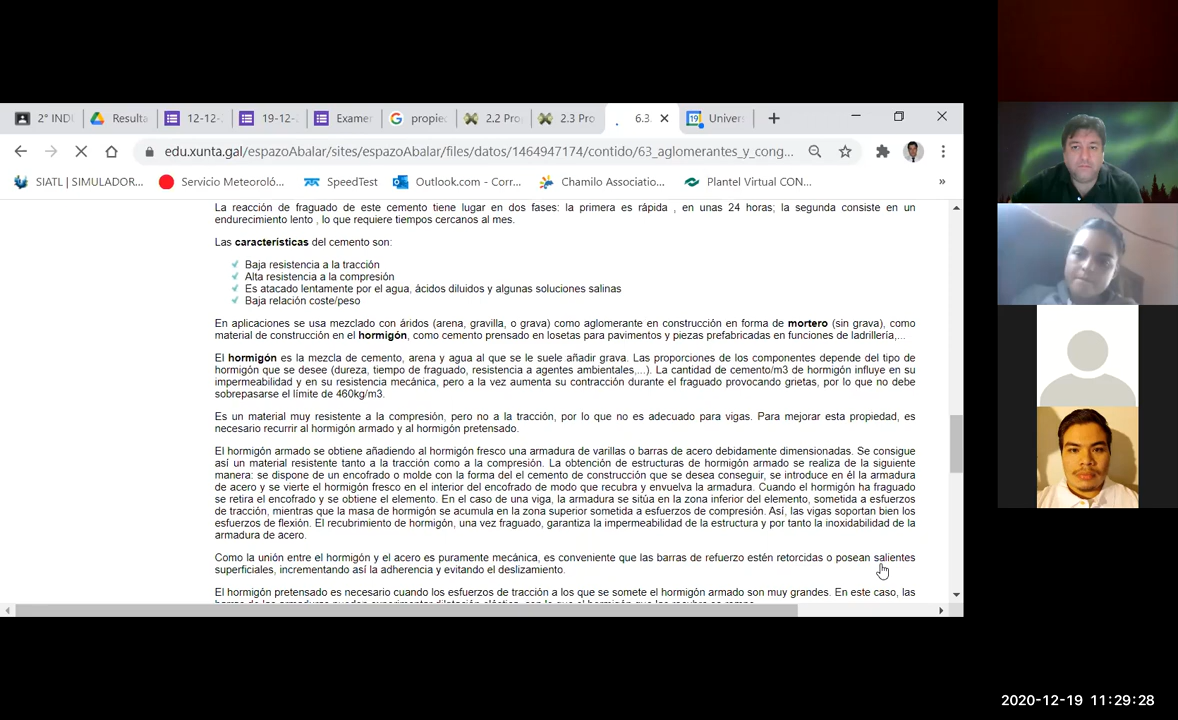 2° IND
Resulta
12-12-
19-12-
Examen
propie
2.2 Pro
2.3 Pro
6.3.
19
Univers
edu.xunta.gal/espazoAbalar/sites/espazoAbalar/files/datos/1464947174/contido/63_aglomerantes_y_cong...
SIATL | SIMULADOR...
Servicio Meteoroló...
SpeedTest
Outlook.com - Corr...
Chamilo Associatio...
Plantel Virtual CON...
»
La reacción de fraguado de este cemento tiene lugar en dos fases: la primera es rápida , en unas 24 horas; la segunda consiste en un
endurecimiento lento , lo que requiere tiempos cercanos al mes.
Las características del cemento son:
Baja resistencia a la tracción
Alta resistencia a la compresión
Es atacado lentamente por el agua, ácidos diluidos y algunas soluciones salinas
Baja relación coste/peso
En aplicaciones se usa mezclado con áridos (arena, gravilla, o grava) como aglomerante en construcción en forma de mortero (sin grava), como
material de construcción en el hormigón, como cemento prensado en losetas para pavimentos y piezas prefabricadas en funciones de ladrillería,...
El hormigón es la mezcla de cemento, arena y agua al que se le suele añadir grava. Las proporciones de los componentes depende del tipo de
hormigón que se desee (dureza, tiempo de fraguado, resistencia a agentes ambientales,...). La cantidad de cemento/m3 de hormigón influye en su
impermeabilidad y en su resistencia mecánica, pero a la vez aumenta su contracción durante el fraguado provocando grietas, por lo que no debe
sobrepasarse el límite de 460kg/m3.
Es un material muy resistente a la compresión, pero no a la tracción, por lo que no es adecuado para vigas. Para mejorar esta propiedad, es
necesario recurrir al hormigón armado y al hormigón pretensado.
El hormigón armado se obtiene añadiendo al hormigón fresco una armadura de varillas o barras de acero debidamente dimensionadas. Se consigue
así un material resistente tanto a la tracción como a la compresión. La obtención de estructuras de hormigón armado se realiza de la siguiente
manera: se dispone de un encofrado o molde con la forma del el cemento de construcción que se desea conseguir, se introduce en él la armadura
de acero y se vierte el hormigón fresco en el interior del encofrado de modo que recubra y envuelva la armadura. Cuando el hormigón ha fraguado
se retira el encofrado y se obtiene el elemento. En el caso de una viga, la armadura se sitúa en la zona inferior del elemento, sometida a esfuerzos
de tracción, mientras que la masa de hormigón se acumula en la zona superior sometida a esfuerzos de compresión. Así, las vigas soportan bien los
esfuerzos de flexión. El recubrimiento de hormigón, una vez fraguado, garantiza la impermeabilidad de la estructura y por tanto la inoxidabilidad de la
armadura de acero.
Como la unión entre el hormigón y el acero es puramente mecánica, es conveniente que las barras de refuerzo estén retorcidas o posean salientes
superficiales, incrementando así la adherencia y evitando el deslizamiento.
El hormigón pretensado es necesario cuando los esfuerzos de tracción a los que se somete el hormigón armado son muy grandes. En este caso, las
2020-12-19 11:29:28